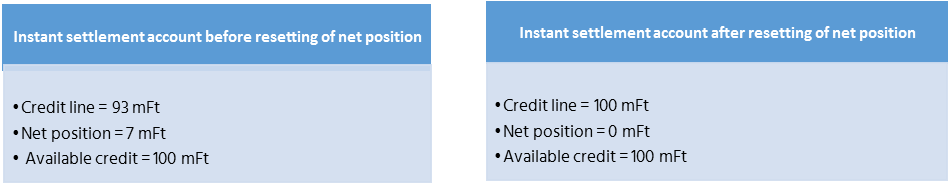 Instant settlement account before resetting of net position
• Credit line = 93 mFt
• Net position = 7 mFt
• Available credit = 100 mFt
Instant settlement account after resetting of net position
• Credit line = 100 mFt
• Net position = 0 mFt
• Available credit = 100 mFt